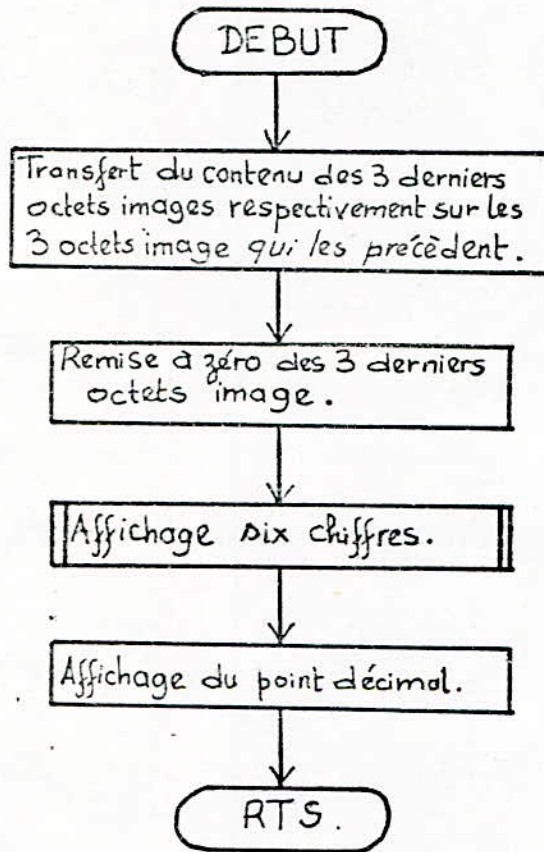 DEBUT
Transfert du contenu des 3 derniers
octets images respectivement sur les
3 octets image qui les précèdent.
Remise à zéro des 3 derniers
octets image.
Affichage six chiffres.
Affichage du point décimal.
RTS.